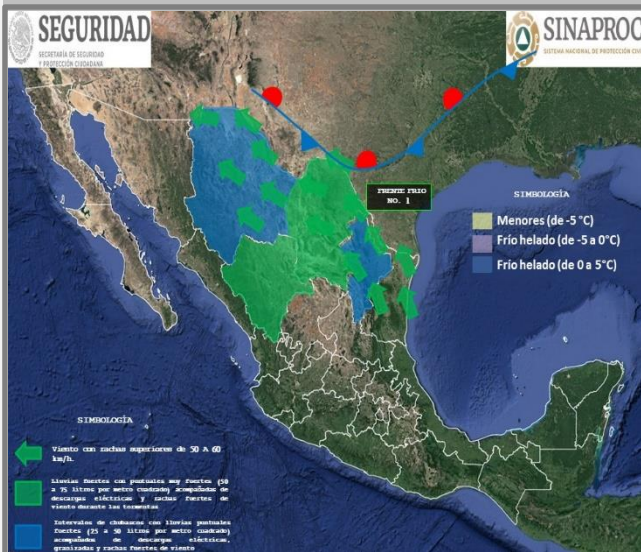 SEGURIDAD
SECRETARÍA DE SEGURIDAD
Y PROTECCIÓN CIUDADANA
SINAPROC
SISTEMA NACIONAL DE PROTECCIÓN CIVIL
FRENTE FRIO
NO. 1
SIMBOLOGÍA
Menores (de -5 °C)
Frío helado (de -5 a 0°C)
Frío helado (de 0 a 5°C)
SIMBOLOGÍA
Viento con rachas superiores de 50 A 60
km/h.
Lluvias fuertes con puntuales muy fuertes (50
a 75 litros por metro cuadrado) acompañadas de
descargas eléctricas y rachas fuertes de
viento durante las tormentas
Intervalos de chubascos con lluvias puntuales
fuertes (25 a 50 litros por metro cuadrado)
acompañados de descargas eléctricas,
granizadas y rachas fuertes de viento